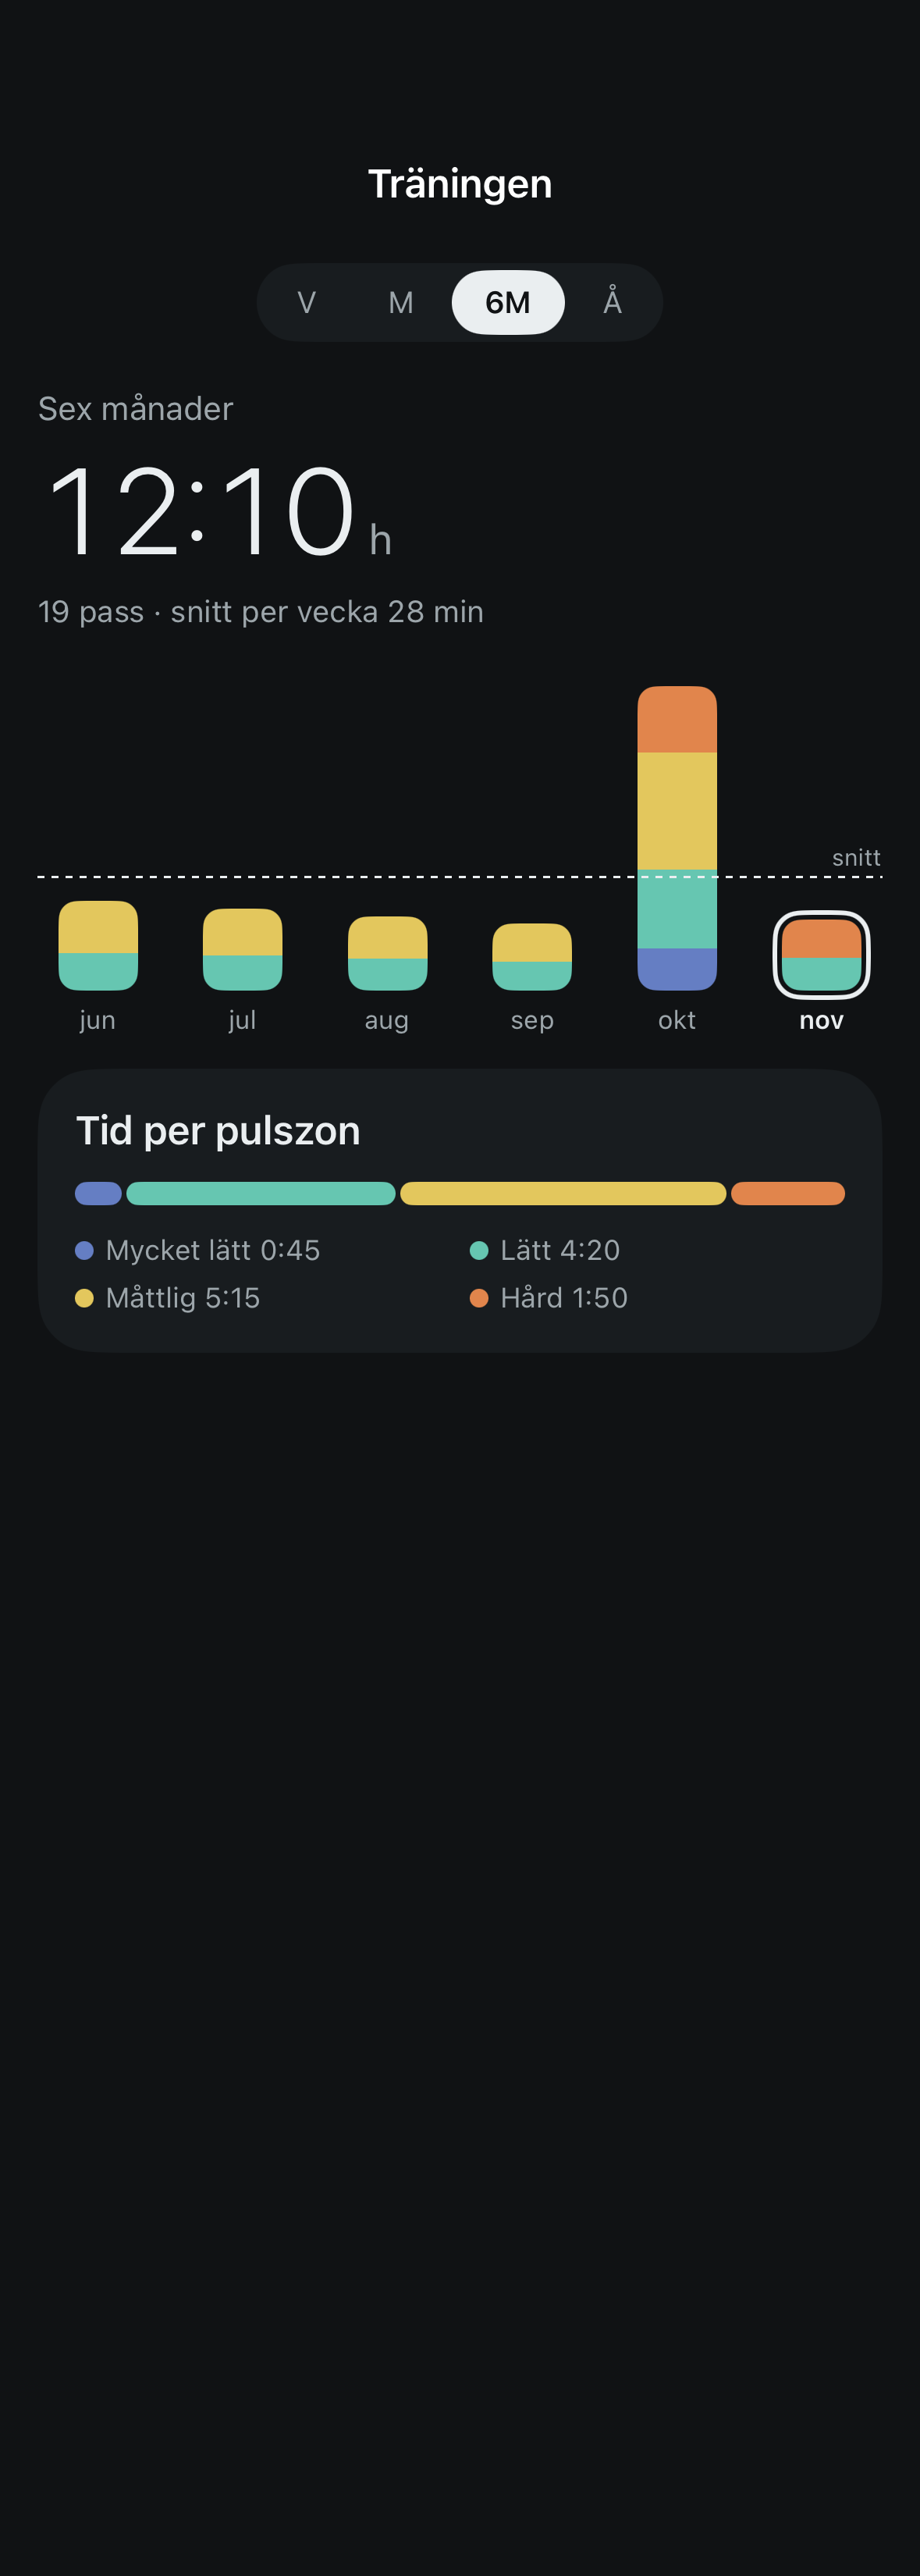 Träningen
V M 6M Å
Sex månader
12:10 h
19 pass · snitt per vecka 28 min
snitt
jun jul aug sep okt nov
Tid per pulszon
Mycket lätt 0:45 Lätt 4:20
Måttlig 5:15 Hård 1:50